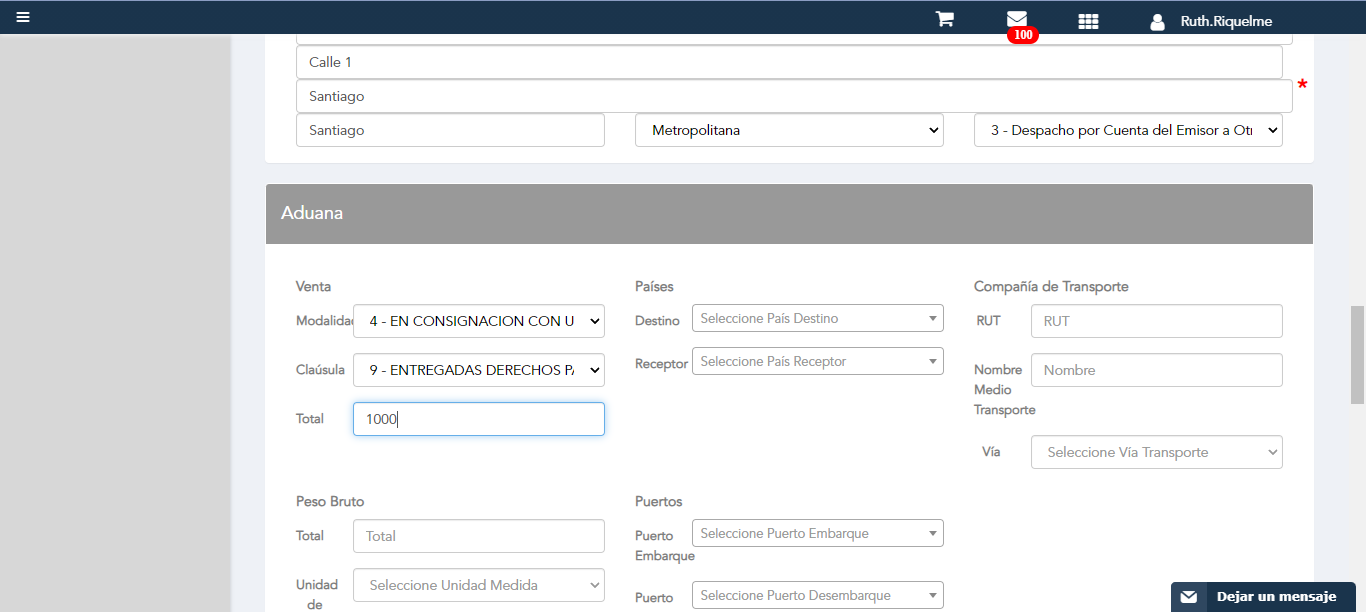 Ruth.Riquelme
100
Calle 1
Santiago
*
Santiago
Metropolitana
3 - Despacho por Cuenta del Emisor a Otr
Aduana
Venta
Países
Compañía de Transporte
Modalidad
4 - EN CONSIGNACION CON U
Destino
Seleccione País Destino
RUT
RUT
Claúsula
9 - ENTREGADAS DERECHOS PA
Receptor
Seleccione País Receptor
Nombre
Medio
Transporte
Nombre
Total
1000
Vía
Seleccione Vía Transporte
Peso Bruto
Puertos
Total
Total
Puerto
Embarque
Seleccione Puerto Embarque
Unidad
de
Seleccione Unidad Medida
Puerto
Seleccione Puerto Desembarque
Dejar un mensaje